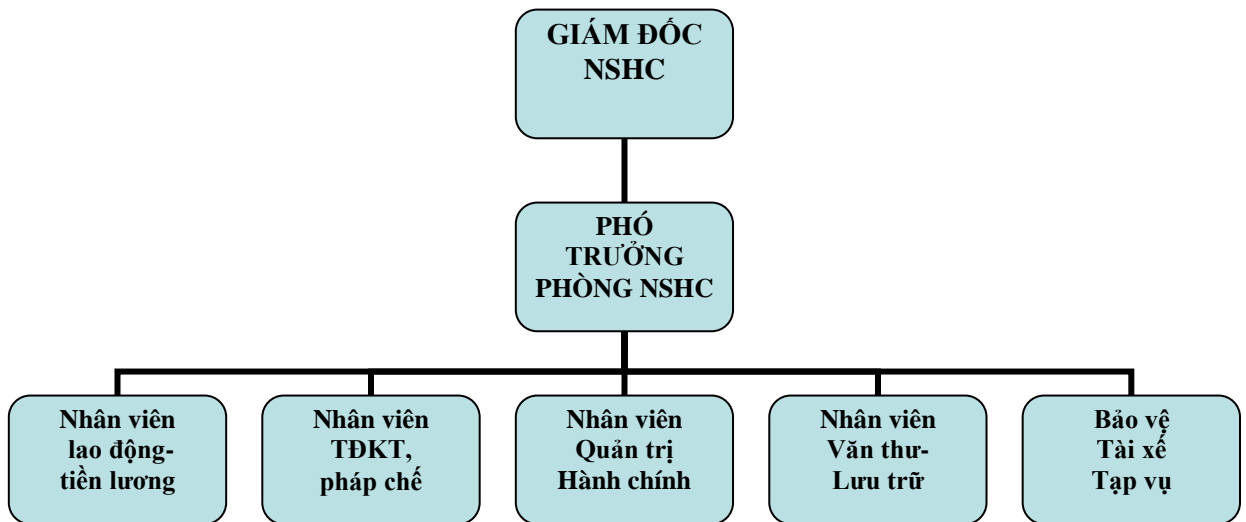 GIÁM ĐỐC
NSHC
PHÓ
TRƯỞNG
PHÒNG NSHC
Nhân viên
lao động-
tiền lương
Nhân viên
TĐKT,
pháp chế
Nhân viên
Quản trị
Hành chính
Nhân viên
Văn thư-
Lưu trữ
Bảo vệ
Tài xế
Tạp vụ